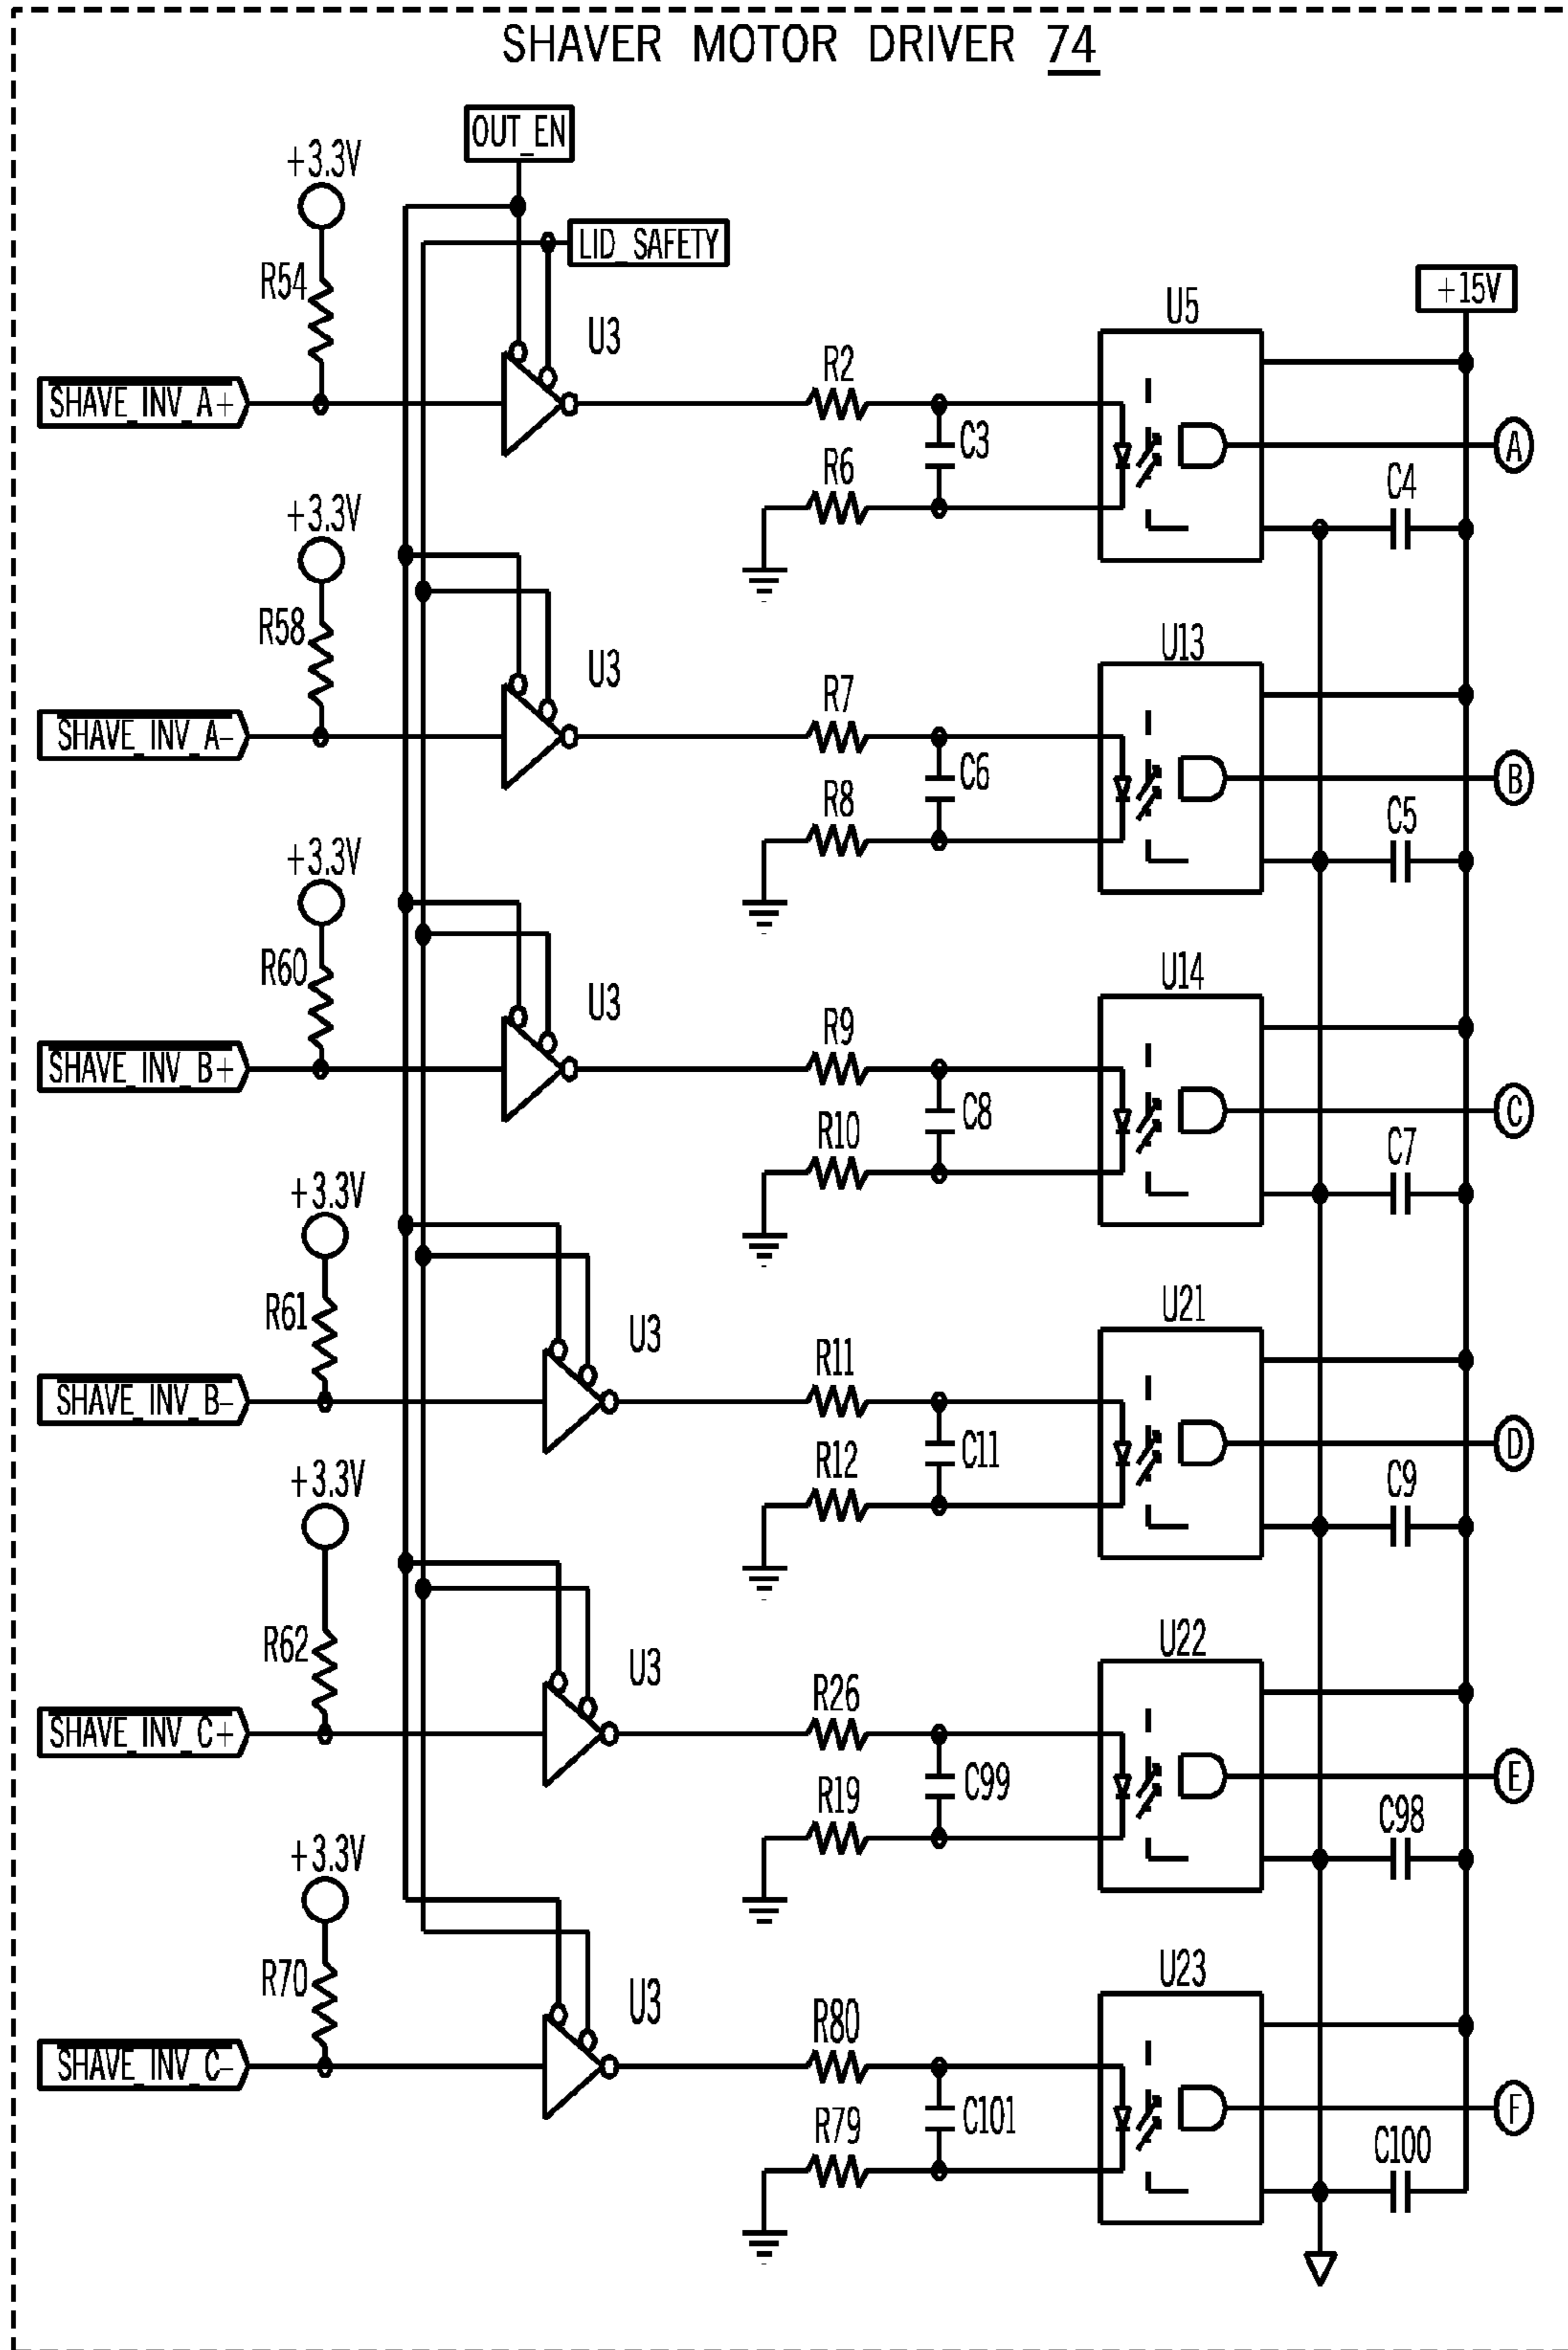 SHAVER MOTOR DRIVER 74
OUT_EN
+3.3V
LID_SAFETY
R54
+15V
U5
U3
R2
SHAVE_INV_A+
C3
A
R6
C4
+3.3V
R58
U13
U3
R7
SHAVE_INV_A-
C6
B
R8
C5
+3.3V
R60
U14
U3
R9
SHAVE_INV_B+
C8
C
R10
C7
+3.3V
R61
U21
U3
R11
SHAVE_INV_B-
C11
D
R12
C9
+3.3V
R62
U22
U3
R26
SHAVE_INV_C+
C99
E
R19
C98
+3.3V
R70
U23
U3
R80
SHAVE_INV_C-
C101
F
R79
C100